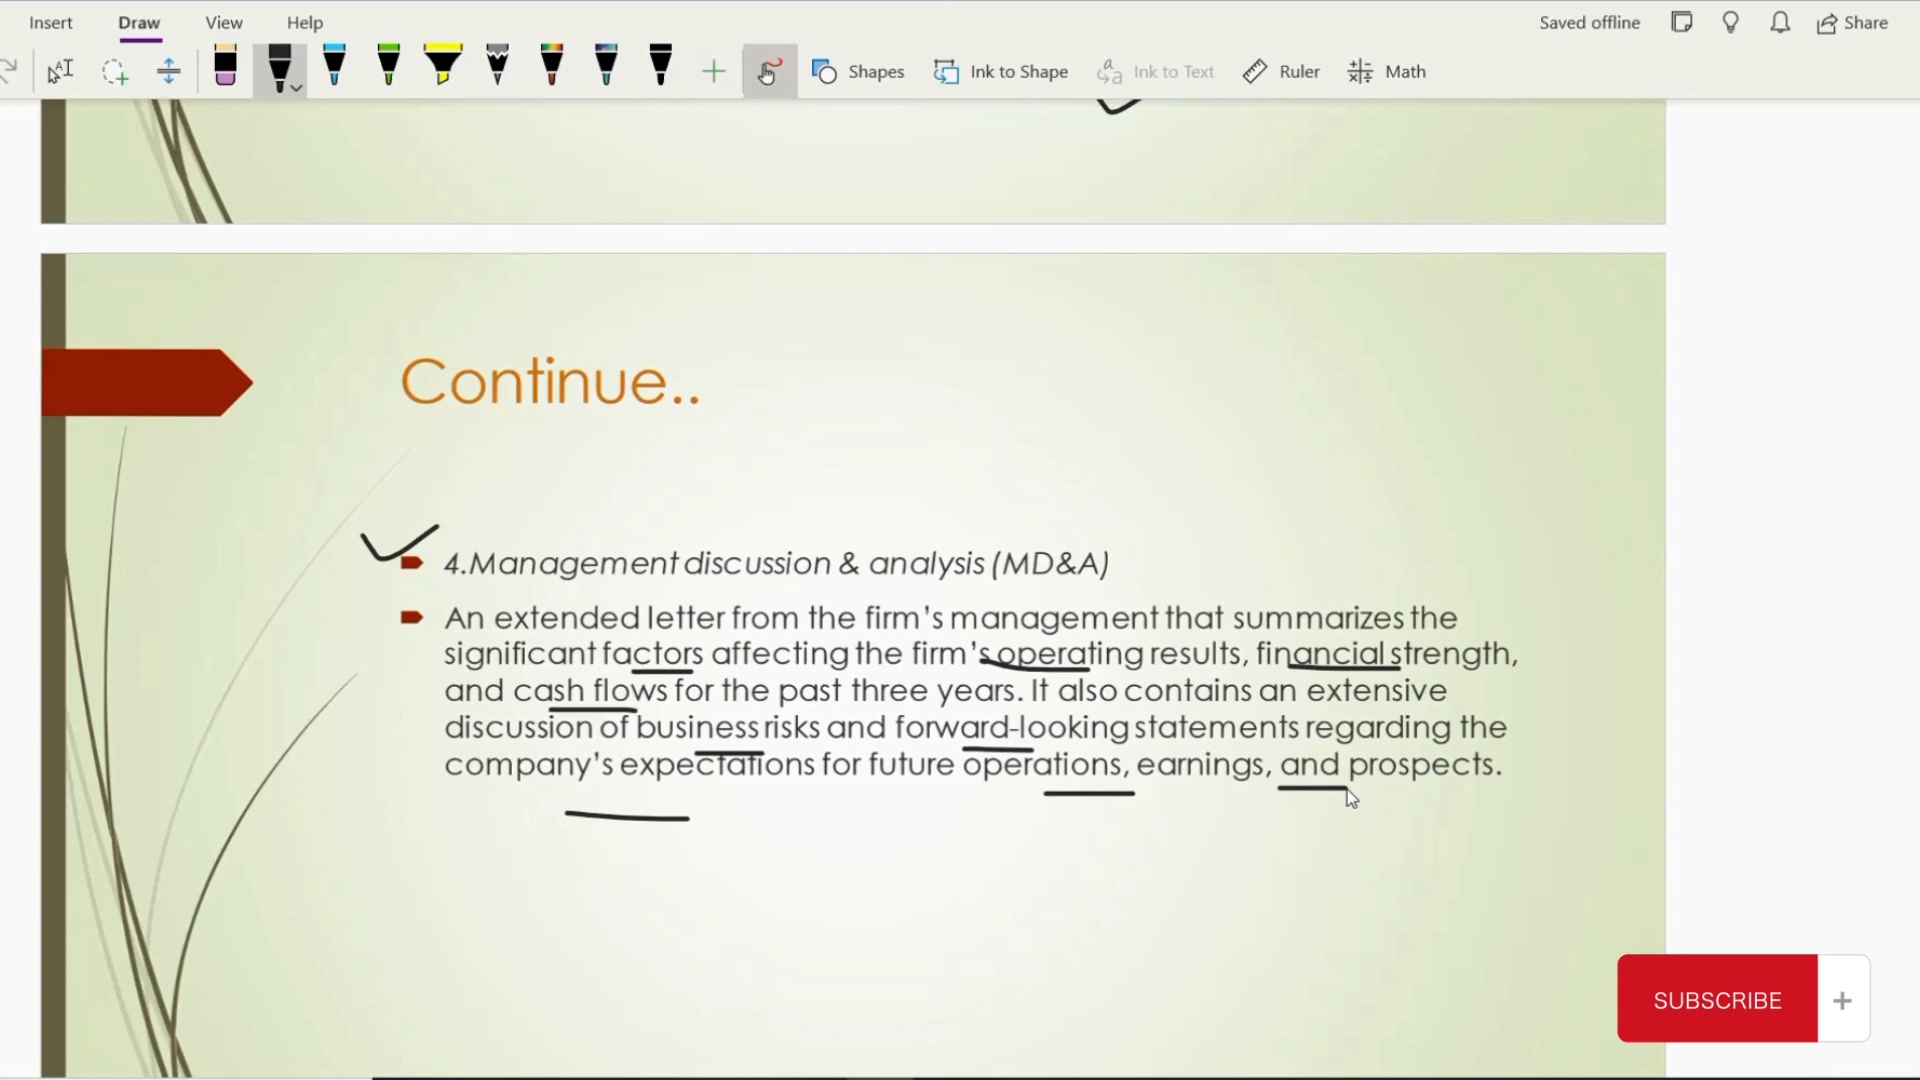 Insert Draw View Help Saved offline Share
Shapes Ink to Shape Ink to Text Ruler Math
Continue..
4.Management discussion & analysis (MD&A)
An extended letter from the firm's management that summarizes the
significant factors affecting the firm's operating results, financial strength,
and cash flows for the past three years. It also contains an extensive
discussion of business risks and forward-looking statements regarding the
company's expectations for future operations, earnings, and prospects.
SUBSCRIBE +